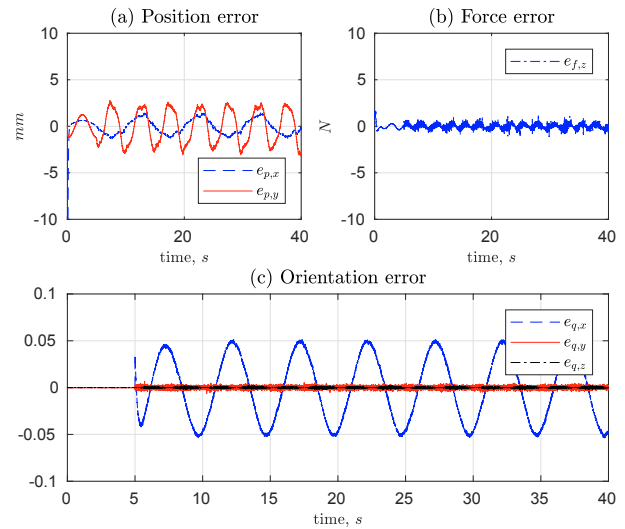 (a) Position error
10
5
0
-5
-10
mm
e_{p,x}
e_{p,y}
0 20 40
time, s
(b) Force error
10
5
0
-5
-10
N
e_{f,z}
0 20 40
time, s
(c) Orientation error
0.1
0.05
0
-0.05
-0.1
e_{q,x}
e_{q,y}
e_{q,z}
0 5 10 15 20 25 30 35 40
time, s